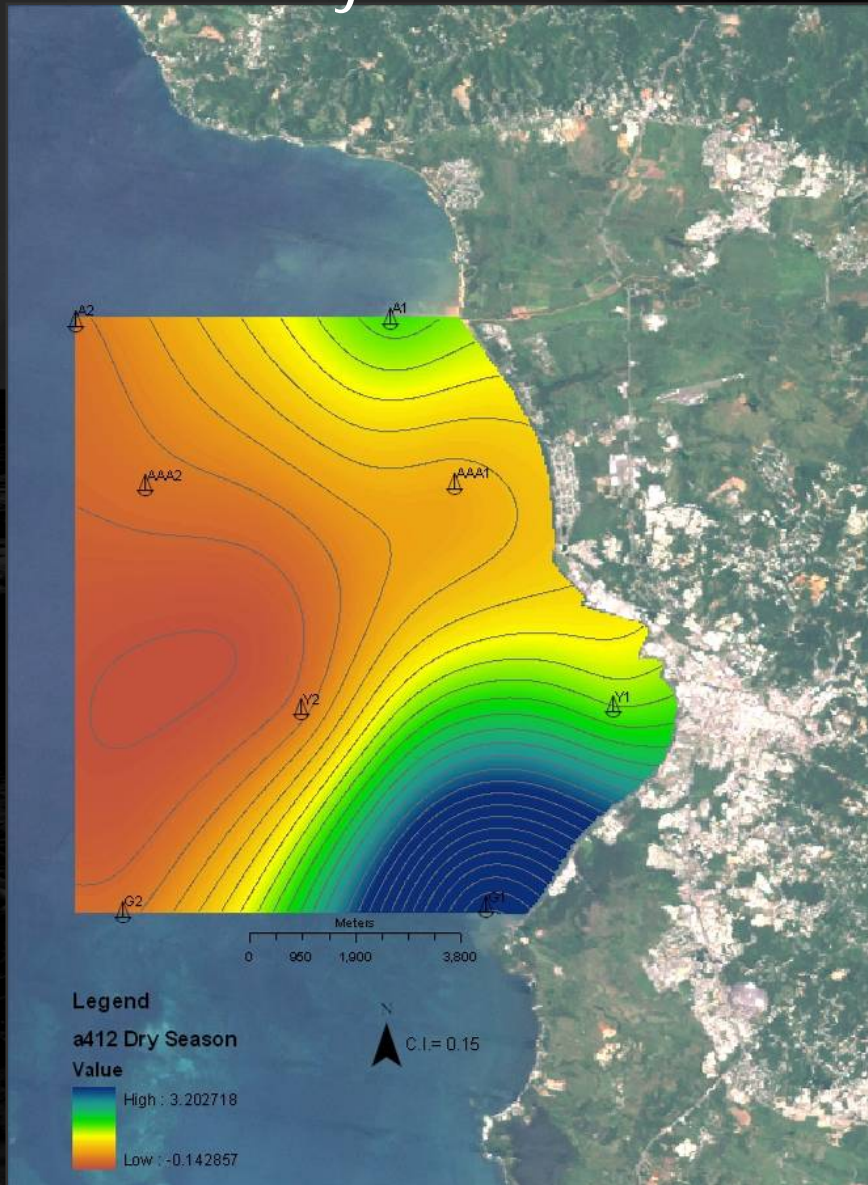 A2
A1
AAA2
AAA1
Y2
Y1
G2
G1
Meters
0 950 1,900 3,800
N
Legend
a412 Dry Season
C.I.= 0.15
Value
High : 3.202718
Low : -0.142857